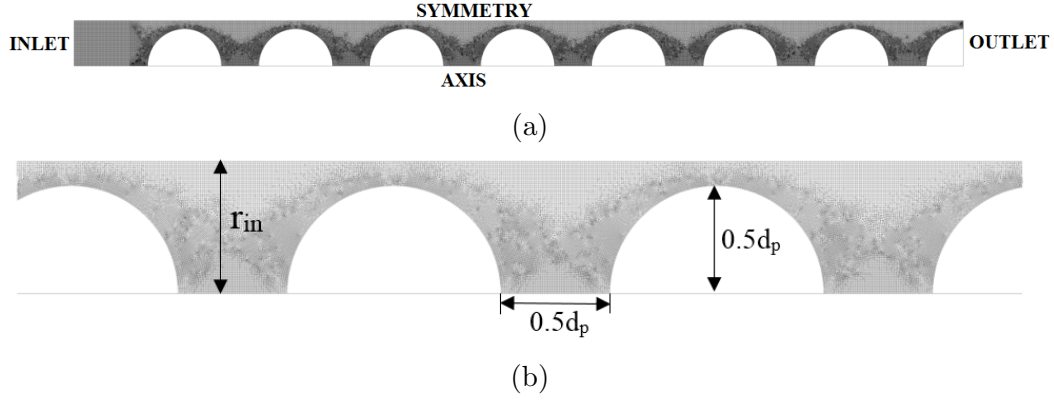 SYMMETRY
INLET
OUTLET
AXIS
(a)
r_in
0.5d_p
0.5d_p
(b)